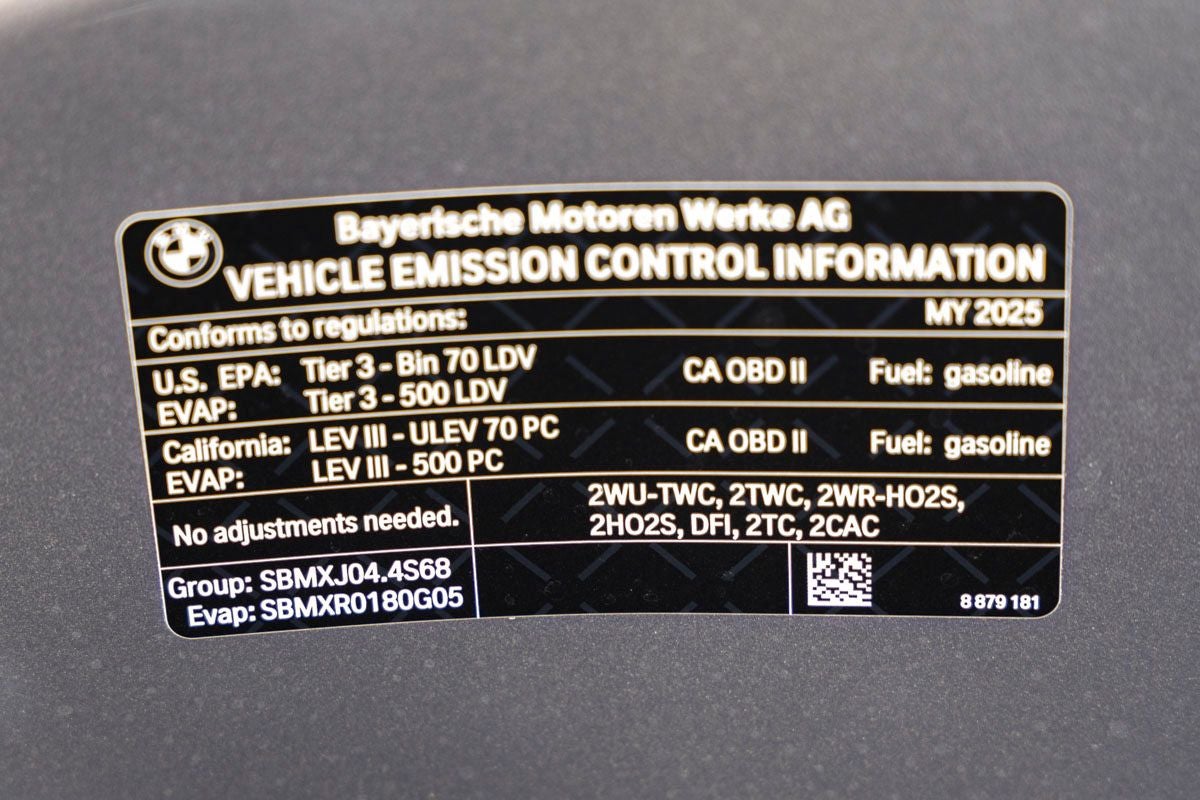 Bayerische Motoren Werke AG
VEHICLE EMISSION CONTROL INFORMATION
Conforms to regulations: MY 2025
U.S. EPA: Tier 3 - Bin 70 LDV CA OBD II Fuel: gasoline
EVAP: Tier 3 - 500 LDV
California: LEV III - ULEV 70 PC CA OBD II Fuel: gasoline
EVAP: LEV III - 500 PC
No adjustments needed.
2WU-TWC, 2TWC, 2WR-HO2S,
2HO2S, DFI, 2TC, 2CAC
Group: SBMXJ04.4S68
Evap: SBMXR0180G05
8 879 181